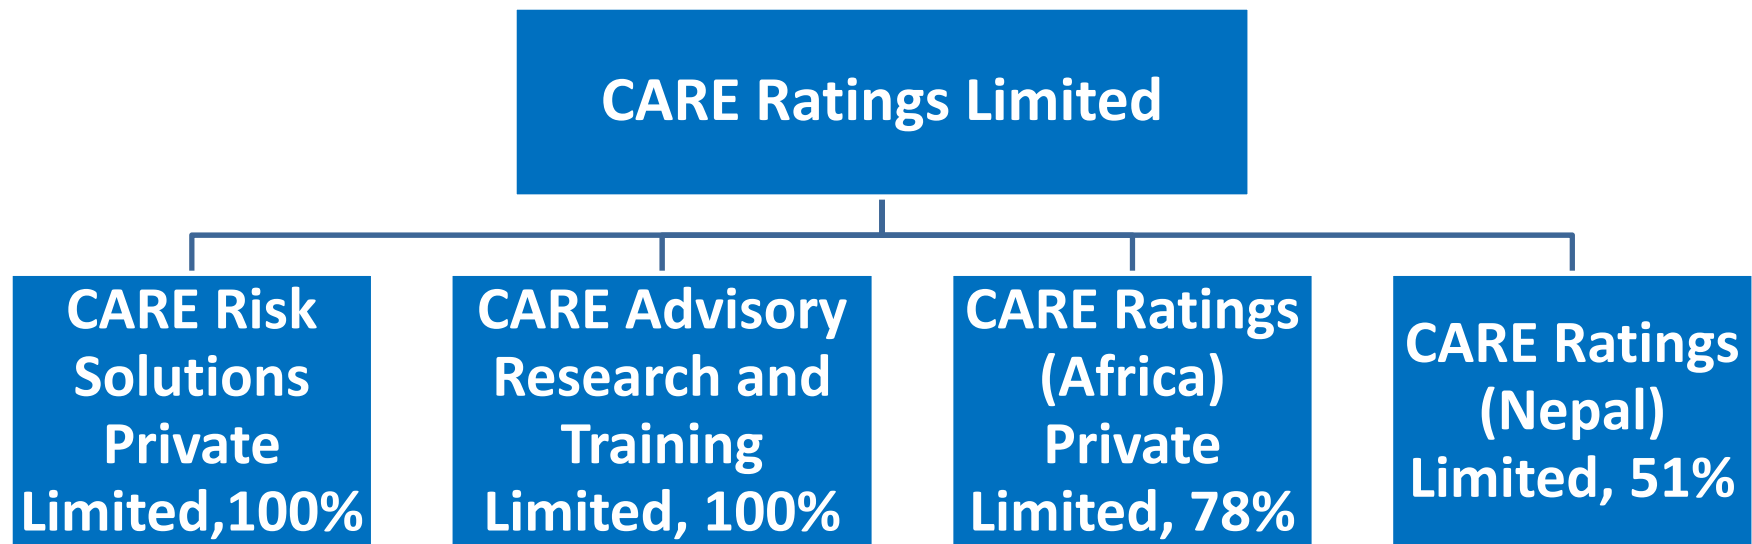 CARE Ratings Limited
CARE Risk
Solutions
Private
Limited,100%
CARE Advisory
Research and
Training
Limited, 100%
CARE Ratings
(Africa)
Private
Limited, 78%
CARE Ratings
(Nepal)
Limited, 51%